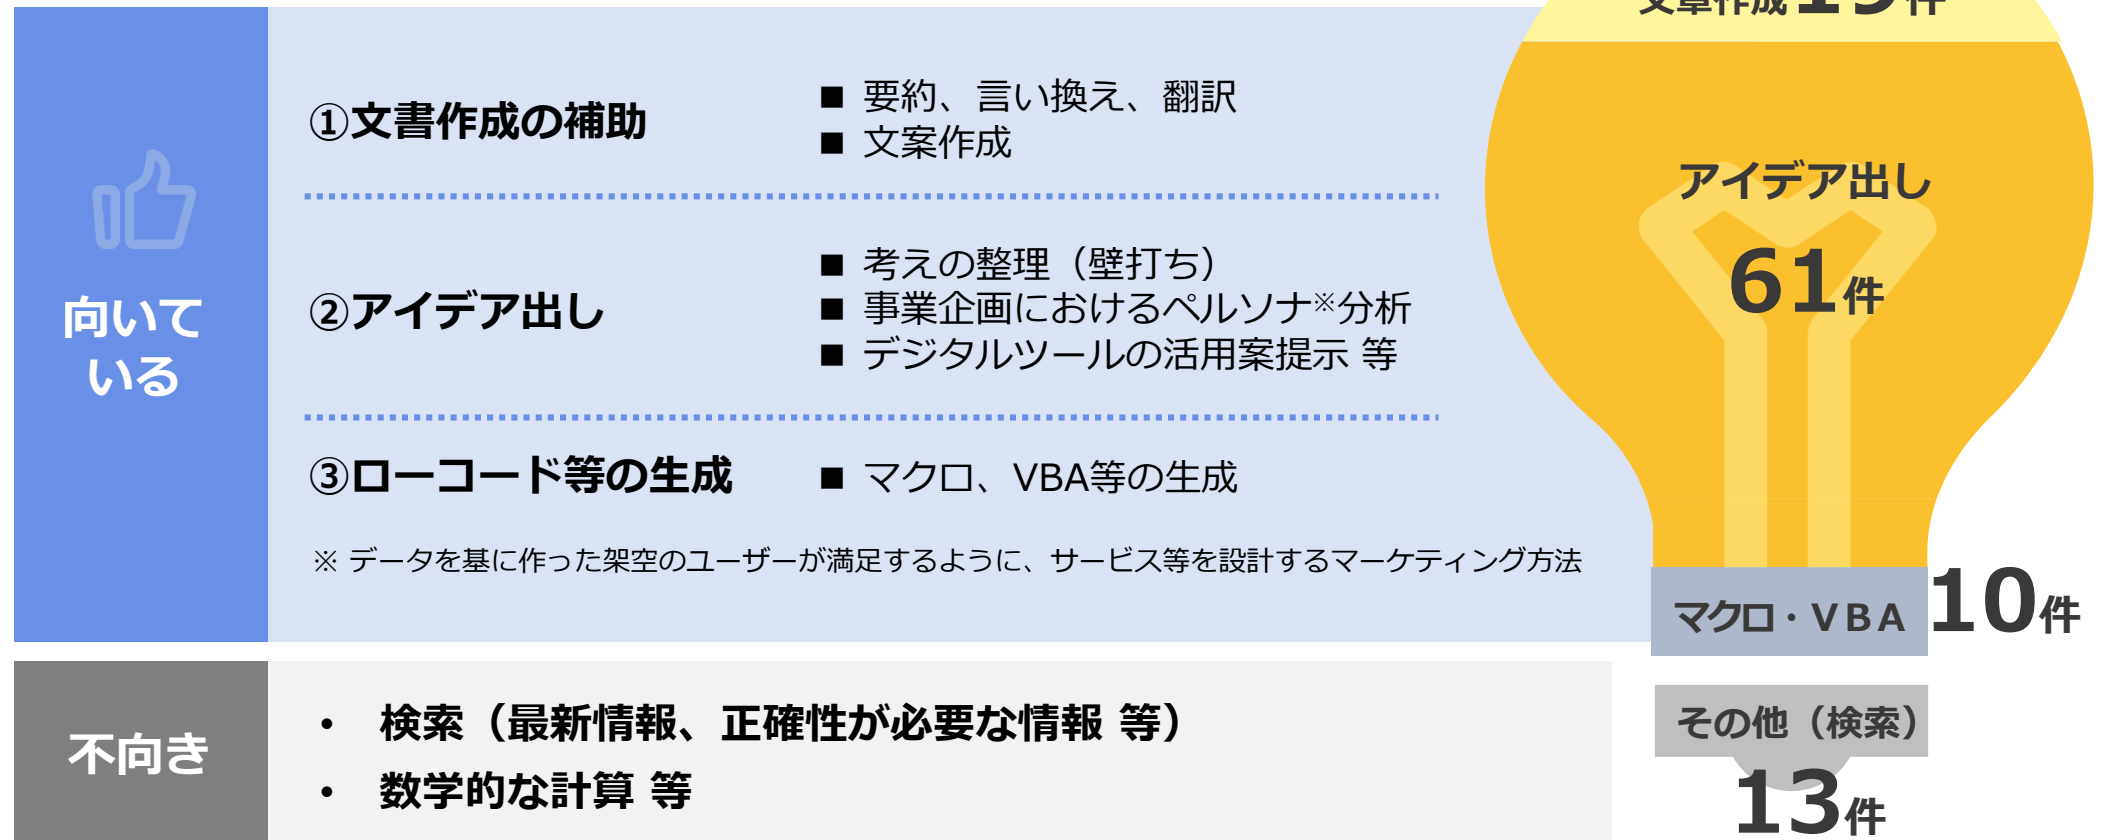 向いて
いる
①文書作成の補助
■ 要約、言い換え、翻訳
■ 文案作成
②アイデア出し
■ 考えの整理（壁打ち）
■ 事業企画におけるペルソナ※分析
■ デジタルツールの活用案提示 等
③ローコード等の生成
■ マクロ、VBA等の生成
※ データを基に作った架空のユーザーが満足するように、サービス等を設計するマーケティング方法
不向き
• 検索（最新情報、正確性が必要な情報 等）
• 数学的な計算 等
文章作成
件
アイデア出し
61件
マクロ・VBA 10件
その他（検索）
13件